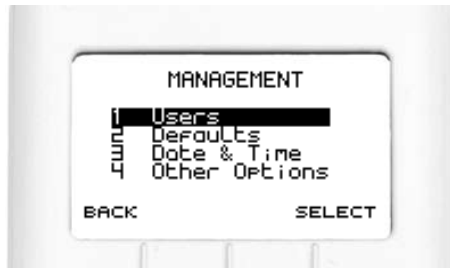 MANAGEMENT
1 Users
2 Defaults
3 Date & Time
4 Other Options
BACK SELECT